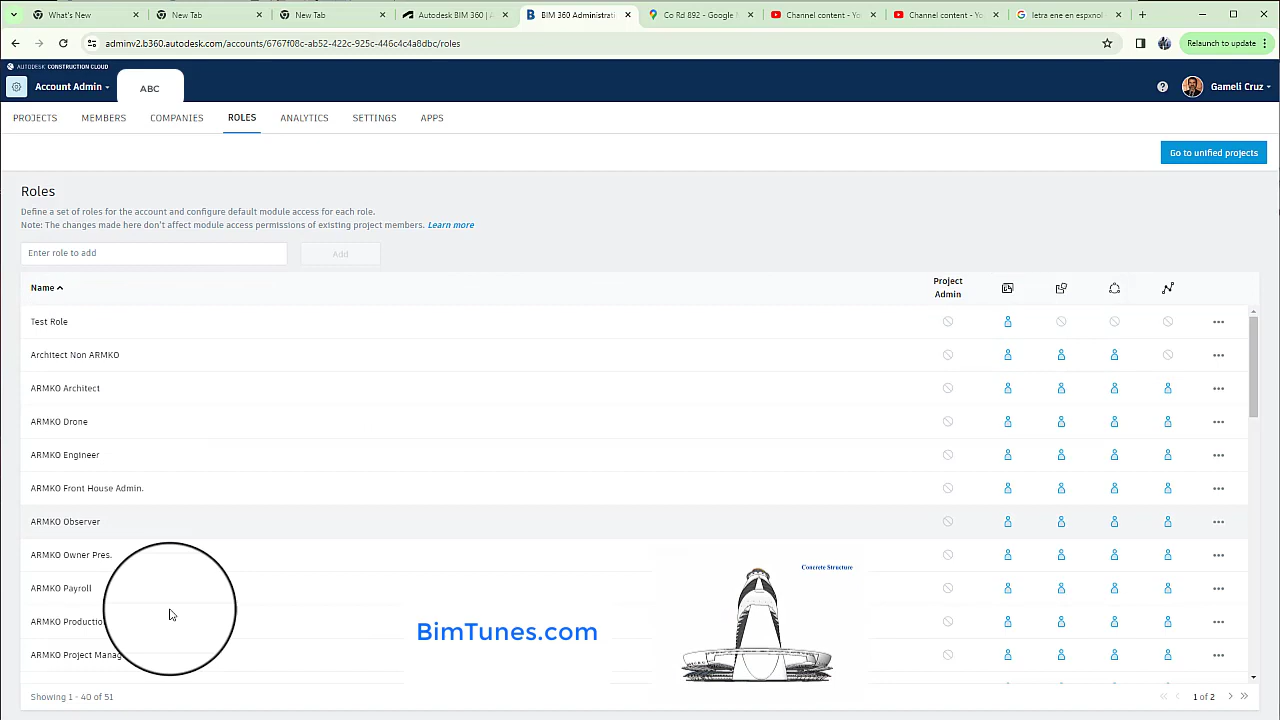 What's New
New Tab
New Tab
Autodesk BIM 360 | A
BIM 360 Administrati
Co Rd 892 - Google
Channel content - Yo
Channel content - Yo
letra ene en espxnol
adminv2.b360.autodesk.com/accounts/6767f08c-ab52-422c-925c-446c4c4a8dbc/roles
Relaunch to update
AUTODESK CONSTRUCTION CLOUD
Account Admin
ABC
Gameli Cruz
PROJECTS
MEMBERS
COMPANIES
ROLES
ANALYTICS
SETTINGS
APPS
Go to unified projects
Roles
Define a set of roles for the account and configure default module access for each role.
Note: The changes made here don't affect module access permissions of existing project members. Learn more
Enter role to add
Add
Name
Project
Admin
Test Role
Architect Non ARMKO
ARMKO Architect
ARMKO Drone
ARMKO Engineer
ARMKO Front House Admin.
ARMKO Observer
ARMKO Owner Pres.
ARMKO Payroll
ARMKO Productio
ARMKO Project Manag
Concrete Structure
BimTunes.com
Showing 1 - 40 of 51
1 of 2